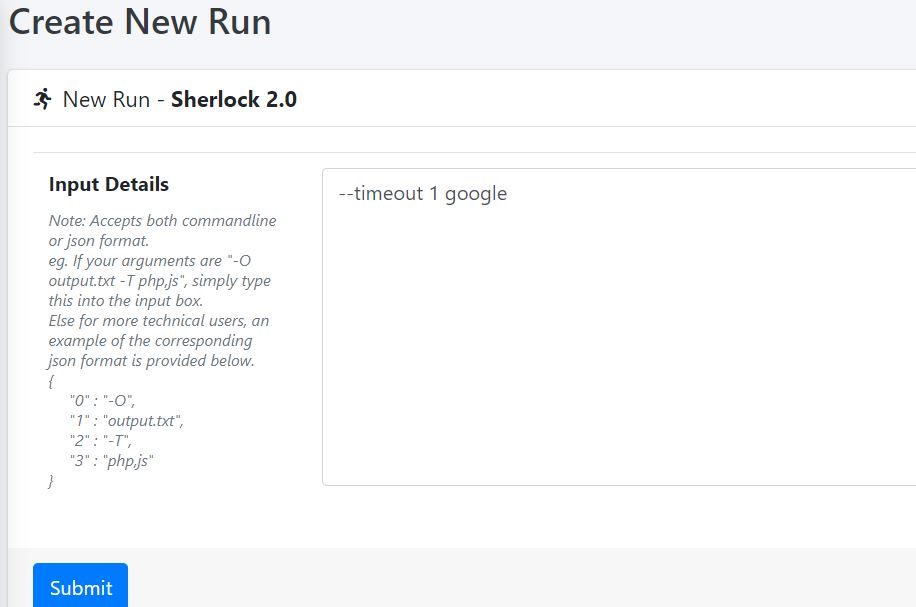 Create New Run
New Run - Sherlock 2.0
Input Details
Note: Accepts both commandline
or json format.
eg. If your arguments are "-O
output.txt -T php,js", simply type
this into the input box.
Else for more technical users, an
example of the corresponding
json format is provided below.
{
"0" : "-O",
"1" : "output.txt",
"2" : "-T",
"3" : "php,js"
}
--timeout 1 google
Submit